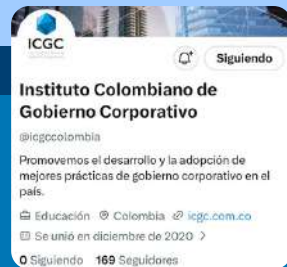 ICGC
Siguiendo
Instituto Colombiano de
Gobierno Corporativo
@icgccolombia
Promovemos el desarrollo y la adopción de
mejores prácticas de gobierno corporativo en el
país.
Educación Colombia icgc.com.co
Se unió en diciembre de 2020
0 Siguiendo 169 Seguidores